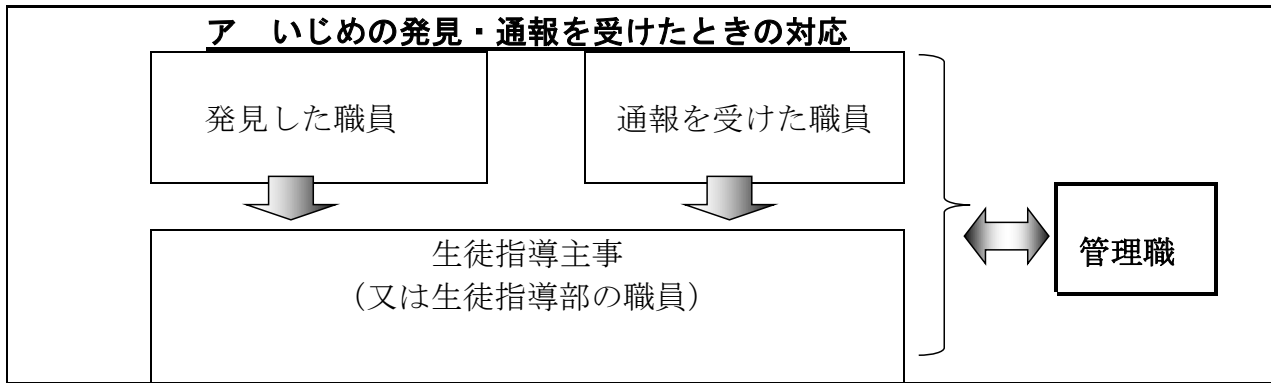 ア　いじめの発見・通報を受けたときの対応
発見した職員
通報を受けた職員
生徒指導主事
（又は生徒指導部の職員）
管理職